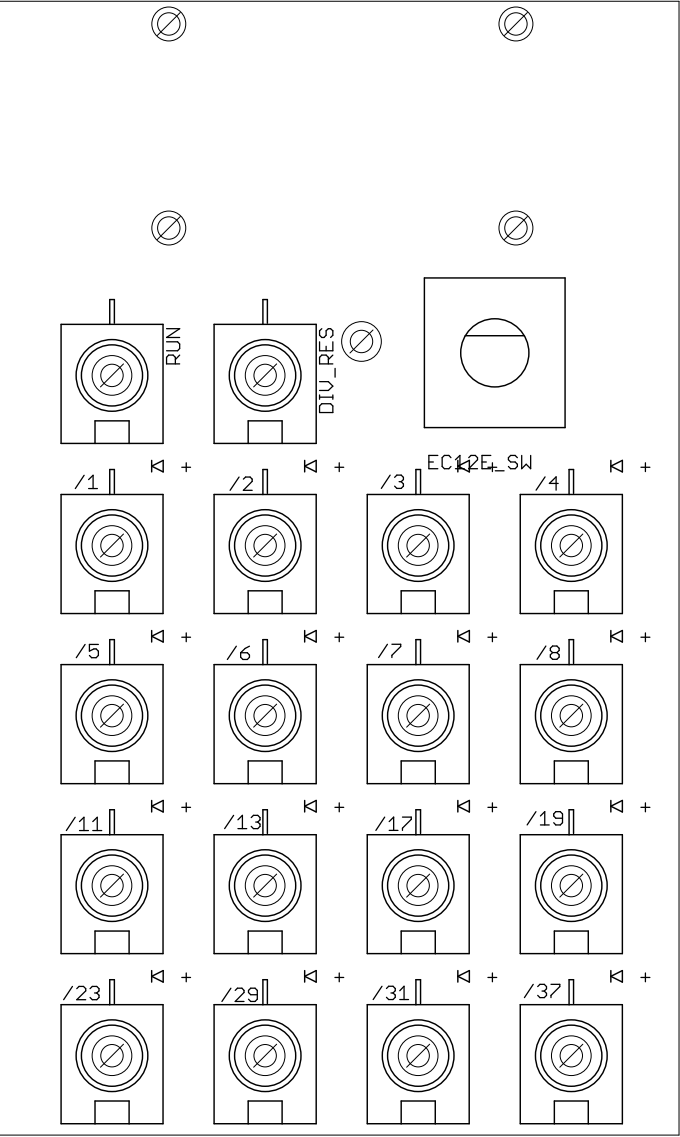 RUN
DIV_RES
EC12E_SW
+ + + +
/1 /2 /3 /4
+ + + +
/5 /6 /7 /8
+ + + +
/11 /13 /17 /19
+ + + +
/23 /29 /31 /37